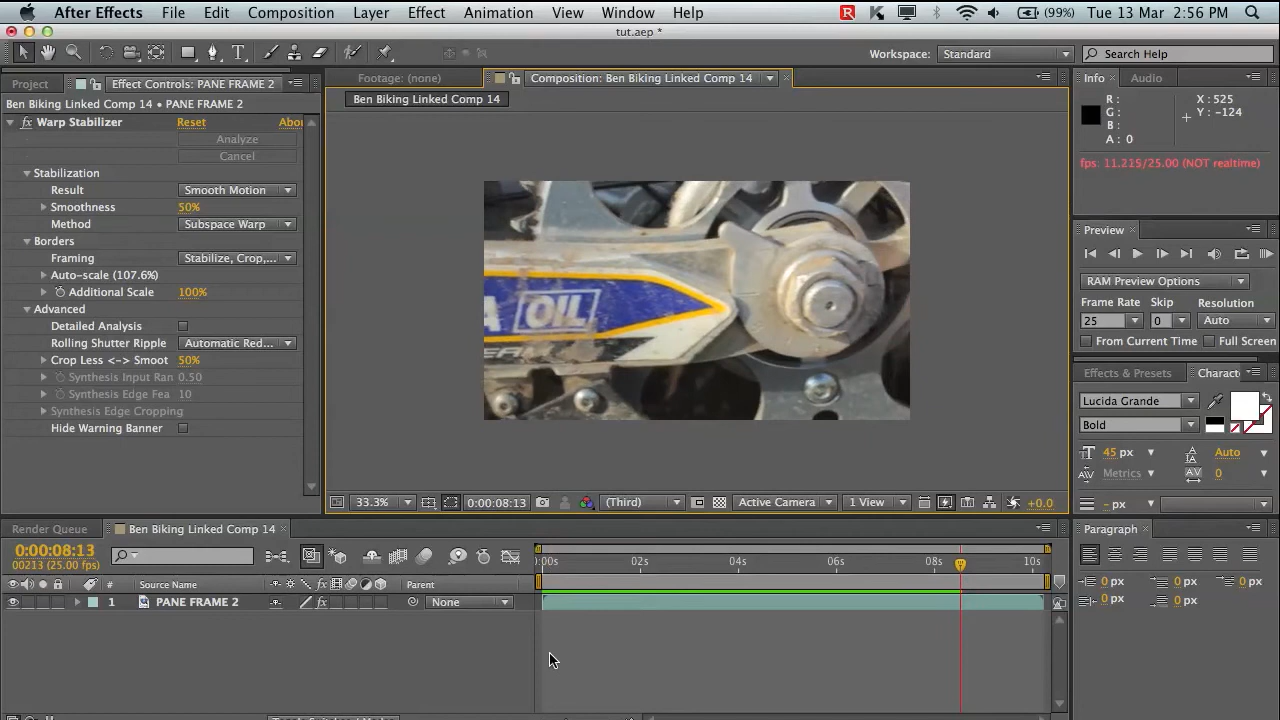 After Effects File Edit Composition Layer Effect Animation View Window Help (99%) Tue 13 Mar 2:56 PM
tut.aep *
Workspace: Standard Search Help
Project Effect Controls: PANE FRAME 2 Footage: (none) Composition: Ben Biking Linked Comp 14 Info Audio
Ben Biking Linked Comp 14 • PANE FRAME 2
Ben Biking Linked Comp 14
fx Warp Stabilizer Reset Abou
Analyze
Cancel
Stabilization
Result Smooth Motion
Smoothness 50%
Method Subspace Warp
Borders
Framing Stabilize, Crop,...
Auto-scale (107.6%)
Additional Scale 100%
Advanced
Detailed Analysis
Rolling Shutter Ripple Automatic Red...
Crop Less <-> Smoot 50%
Synthesis Input Ran 0.50
Synthesis Edge Fea 10
Synthesis Edge Cropping
Hide Warning Banner
A OIL
R : X : 525
G : Y : -124
B :
A : 0
fps: 11.215/25.00 (NOT realtime)
Preview
RAM Preview Options
Frame Rate Skip Resolution
25 0 Auto
From Current Time Full Screen
Effects & Presets Charact
Lucida Grande
Bold
45 px Auto
Metrics 0
- px
33.3% 0:00:08:13 (Third) Active Camera 1 View +0.0
Render Queue Ben Biking Linked Comp 14
0:00:08:13
00213 (25.00 fps)
:00s 02s 04s 06s 08s 10s
# Source Name fx Parent
1 PANE FRAME 2 fx None
Paragraph
0 px 0 px 0 px
0 px 0 px